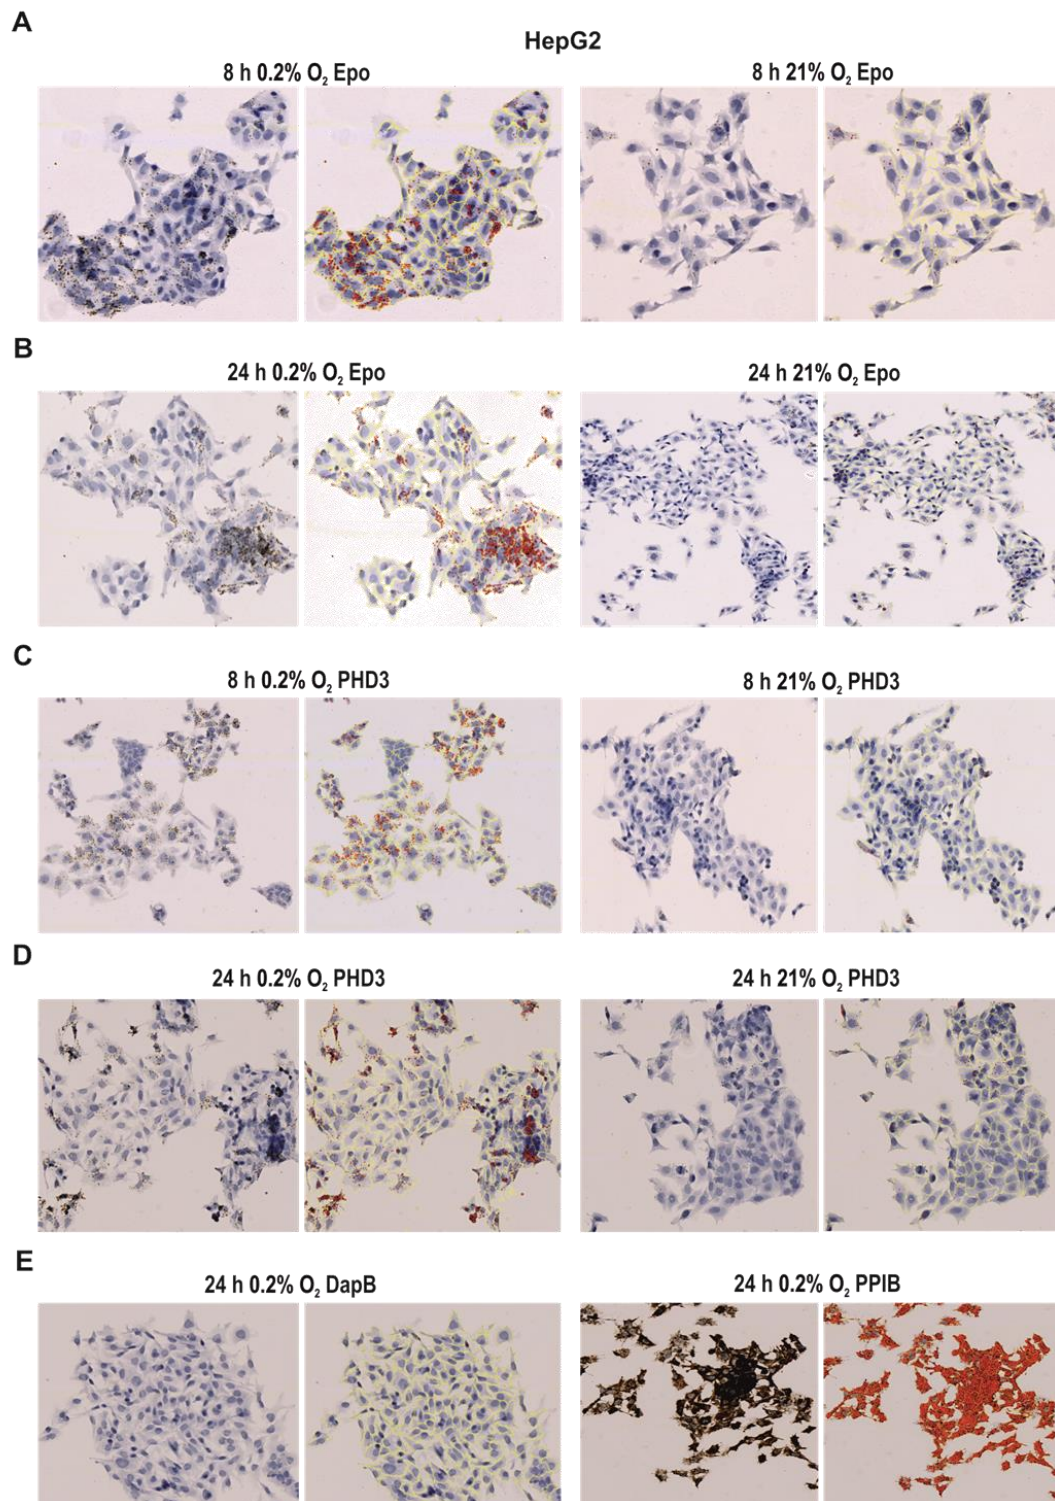 A
HepG2
8 h 0.2% O₂ Epo
8 h 21% O₂ Epo
B
24 h 0.2% O₂ Epo
24 h 21% O₂ Epo
C
8 h 0.2% O₂ PHD3
8 h 21% O₂ PHD3
D
24 h 0.2% O₂ PHD3
24 h 21% O₂ PHD3
E
24 h 0.2% O₂ DapB
24 h 0.2% O₂ PPIB